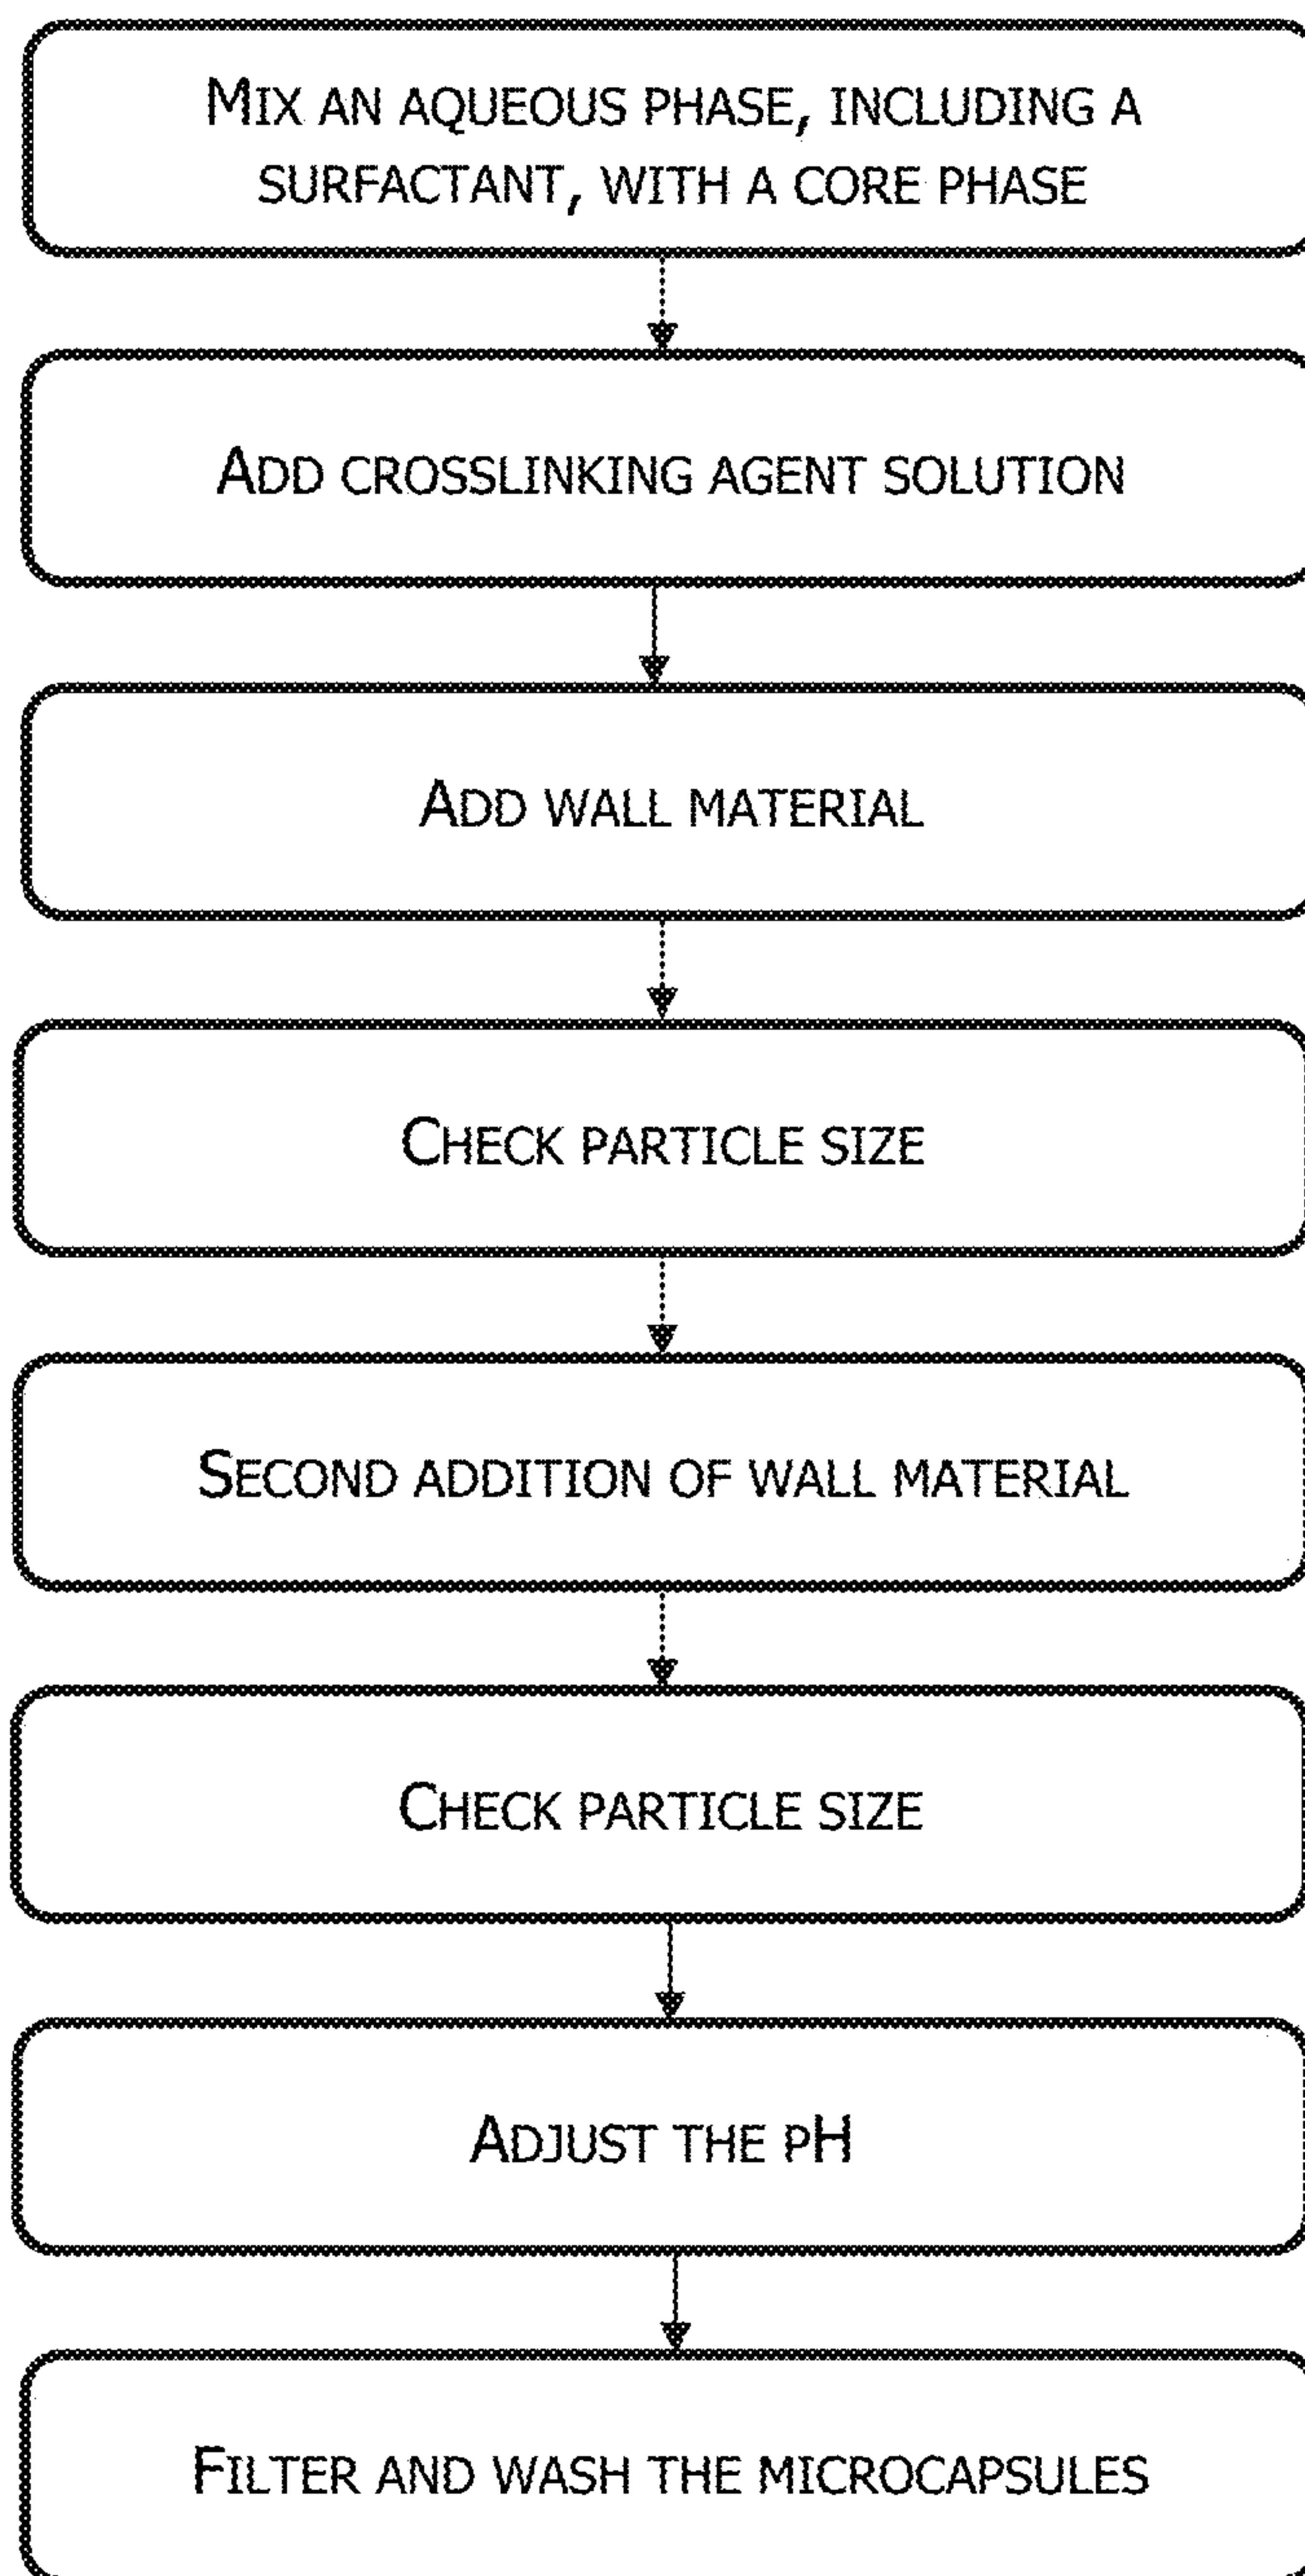 MIX AN AQUEOUS PHASE, INCLUDING A
SURFACTANT, WITH A CORE PHASE
ADD CROSSLINKING AGENT SOLUTION
ADD WALL MATERIAL
CHECK PARTICLE SIZE
SECOND ADDITION OF WALL MATERIAL
CHECK PARTICLE SIZE
ADJUST THE PH
FILTER AND WASH THE MICROCAPSULES